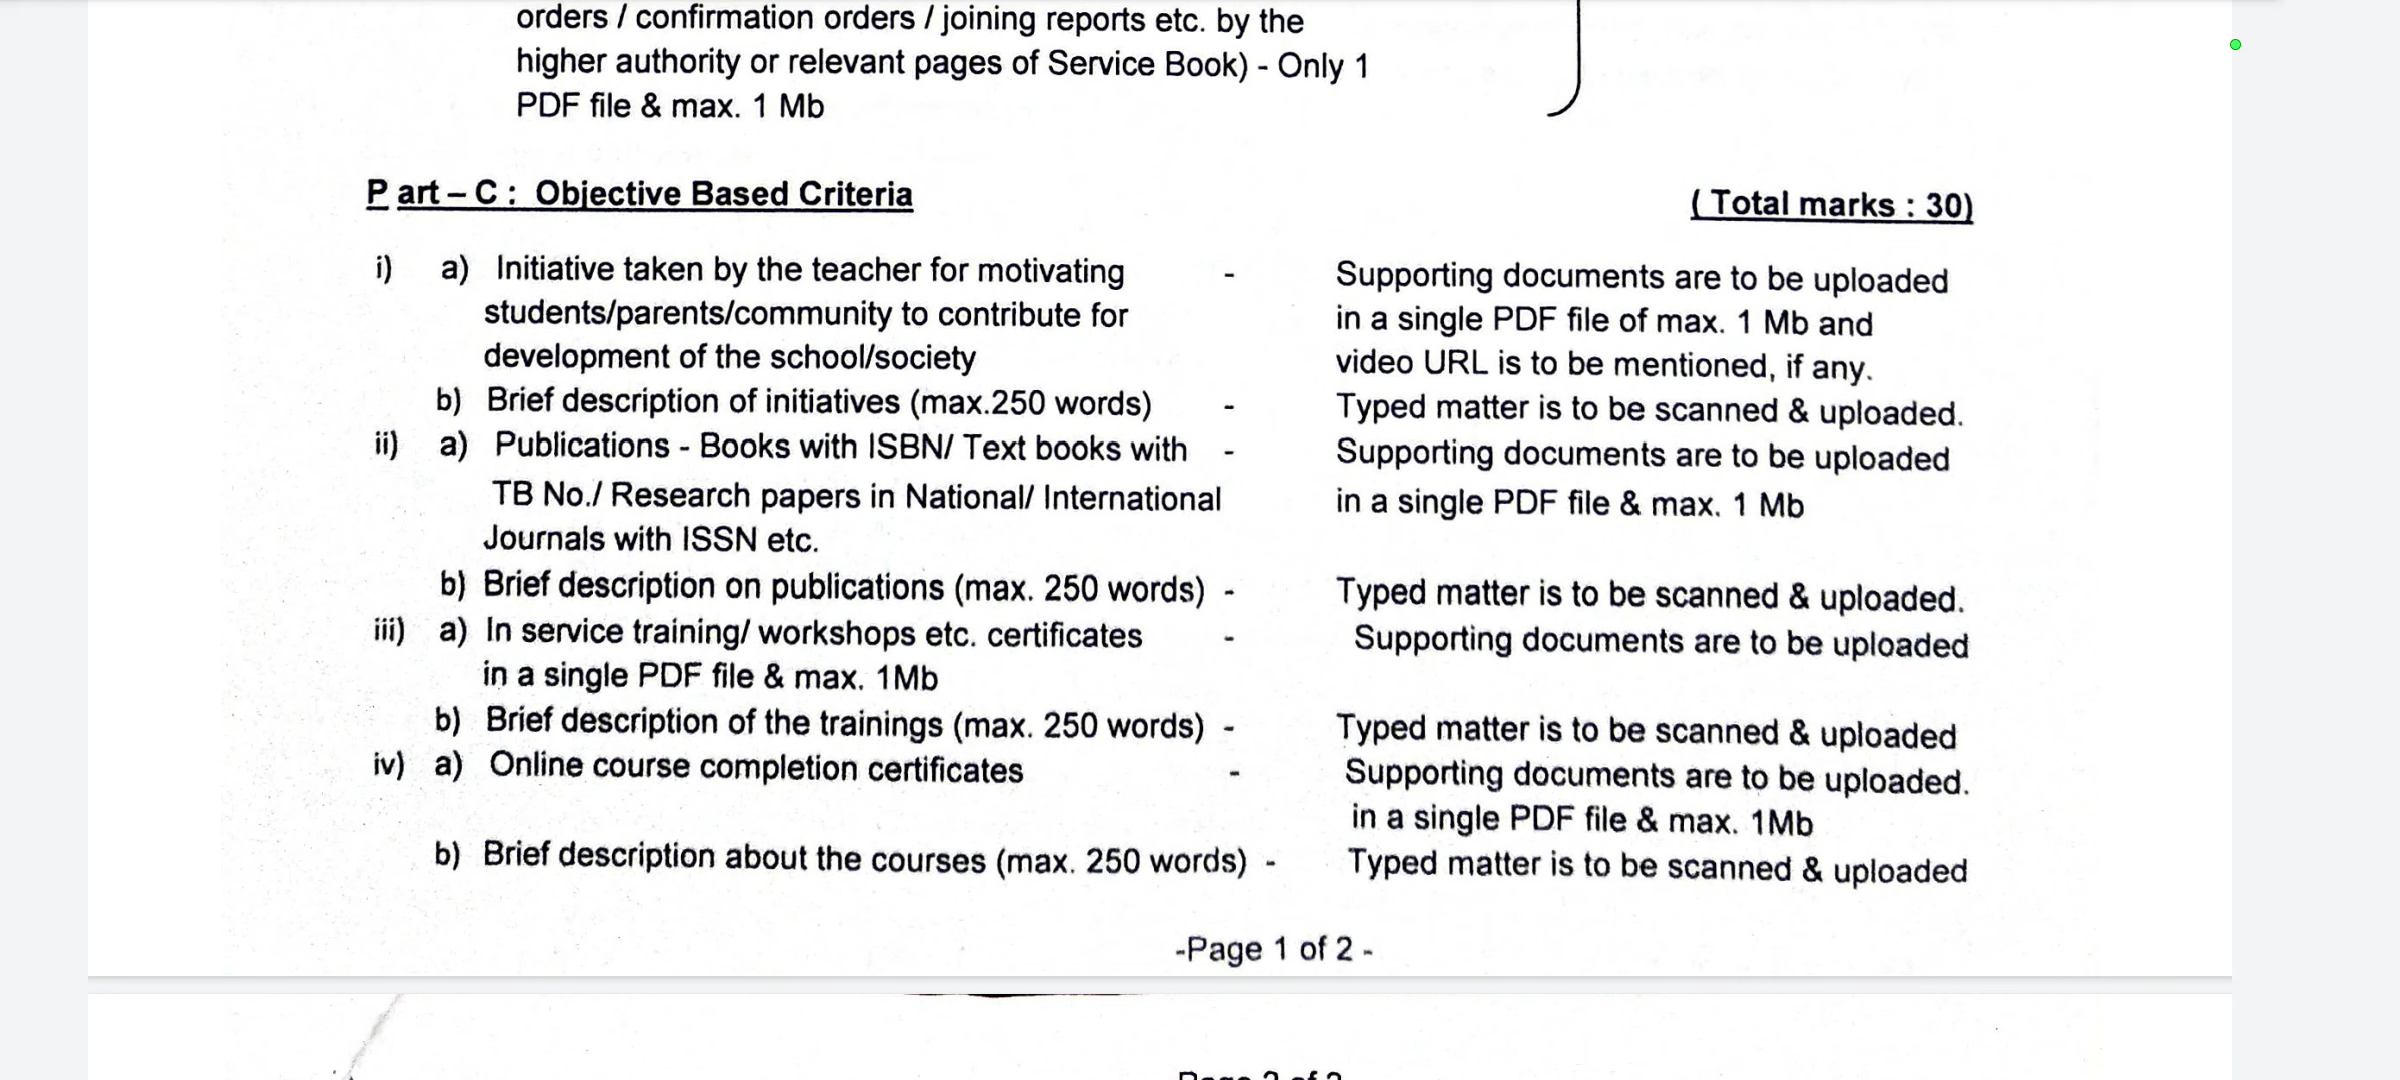 orders / confirmation orders / joining reports etc. by the
higher authority or relevant pages of Service Book) - Only 1
PDF file & max. 1 Mb
P art – C : Objective Based Criteria
( Total marks : 30)
i) a) Initiative taken by the teacher for motivating - Supporting documents are to be uploaded
students/parents/community to contribute for in a single PDF file of max. 1 Mb and
development of the school/society video URL is to be mentioned, if any.
b) Brief description of initiatives (max.250 words) - Typed matter is to be scanned & uploaded.
ii) a) Publications - Books with ISBN/ Text books with - Supporting documents are to be uploaded
TB No./ Research papers in National/ International in a single PDF file & max. 1 Mb
Journals with ISSN etc.
b) Brief description on publications (max. 250 words) - Typed matter is to be scanned & uploaded.
iii) a) In service training/ workshops etc. certificates - Supporting documents are to be uploaded
in a single PDF file & max. 1Mb
b) Brief description of the trainings (max. 250 words) - Typed matter is to be scanned & uploaded
iv) a) Online course completion certificates - Supporting documents are to be uploaded.
in a single PDF file & max. 1Mb
b) Brief description about the courses (max. 250 words) - Typed matter is to be scanned & uploaded
-Page 1 of 2 -